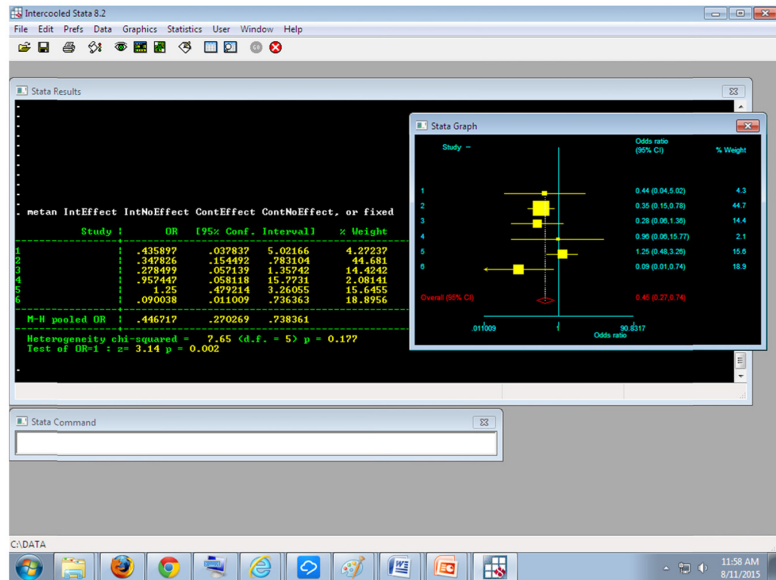 Intercooled Stata 8.2
File Edit Prefs Data Graphics Statistics User Window Help
Stata Results
. metan IntEffect IntNoEffect ContEffect ContNoEffect, or fixed
Study | OR [95% Conf. Interval] % Weight
1 | .435897 .037837 5.02166 4.27237
2 | .347826 .154492 .783104 44.681
3 | .278499 .057139 1.35742 14.4242
4 | .957447 .058118 15.7731 2.08141
5 | 1.25 .479214 3.26055 15.6455
6 | .090038 .011009 .736363 18.8956
M-H pooled OR | .446717 .270269 .738361
Heterogeneity chi-squared = 7.65 (d.f. = 5) p = 0.177
Test of OR=1 : z= 3.14 p = 0.002
.
Stata Graph
Study
Odds ratio
(95% CI)
% Weight
1 0.44 (0.04,5.02) 4.3
2 0.35 (0.15,0.78) 44.7
3 0.28 (0.06,1.36) 14.4
4 0.96 (0.06,15.77) 2.1
5 1.25 (0.48,3.26) 15.6
6 0.09 (0.01,0.74) 18.9
Overall (95% CI) 0.45 (0.27,0.74)
.011009 1 90.8317
Odds ratio
Stata Command
C:\DATA
11:58 AM
8/11/2015